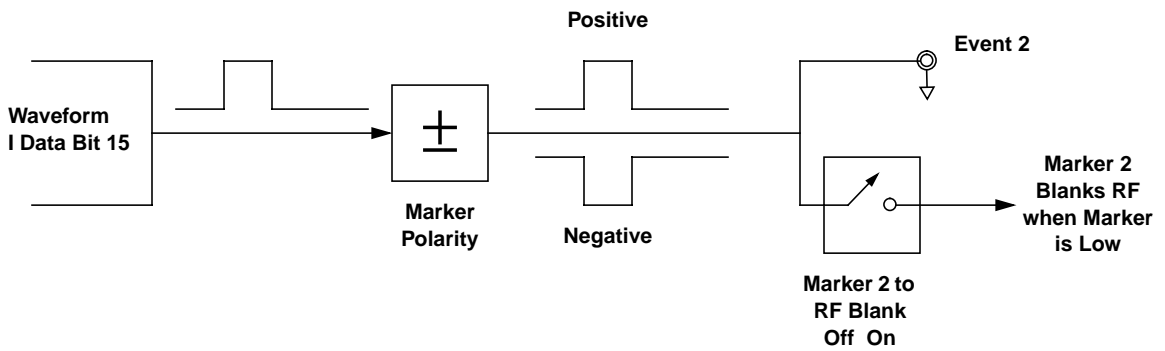 Positive
Event 2
Waveform
I Data Bit 15
±
Marker
Polarity
Negative
Marker 2
Blanks RF
when Marker
is Low
Marker 2 to
RF Blank
Off On